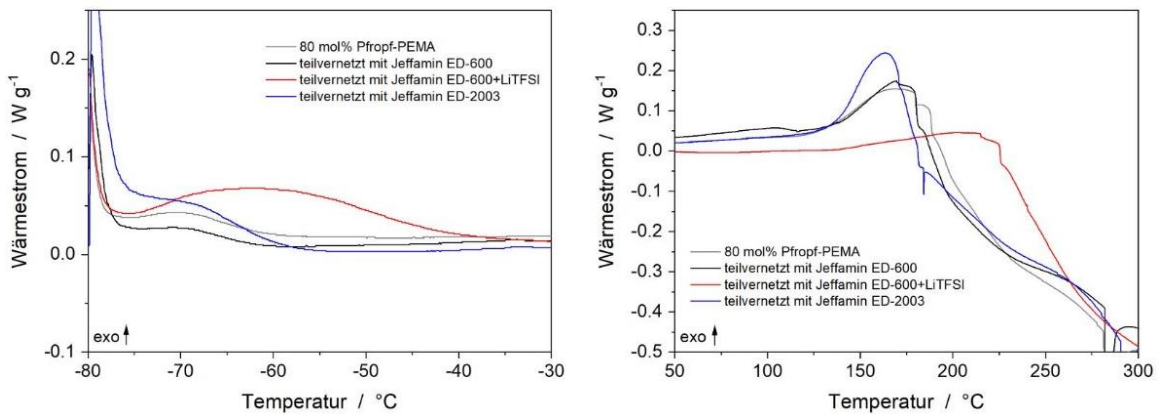 Wärmestrom / W g⁻¹
0.2
0.1
0.0
-0.1
80 mol% Pfropf-PEMA
teilvernetzt mit Jeffamin ED-600
teilvernetzt mit Jeffamin ED-600+LiTFSI
teilvernetzt mit Jeffamin ED-2003
exo
-80
-70
-60
-50
-40
-30
Temperatur / °C
Wärmestrom / W g⁻¹
0.3
0.2
0.1
0.0
-0.1
-0.2
-0.3
-0.4
-0.5
80 mol% Pfropf-PEMA
teilvernetzt mit Jeffamin ED-600
teilvernetzt mit Jeffamin ED-600+LiTFSI
teilvernetzt mit Jeffamin ED-2003
exo
50
100
150
200
250
300
Temperatur / °C